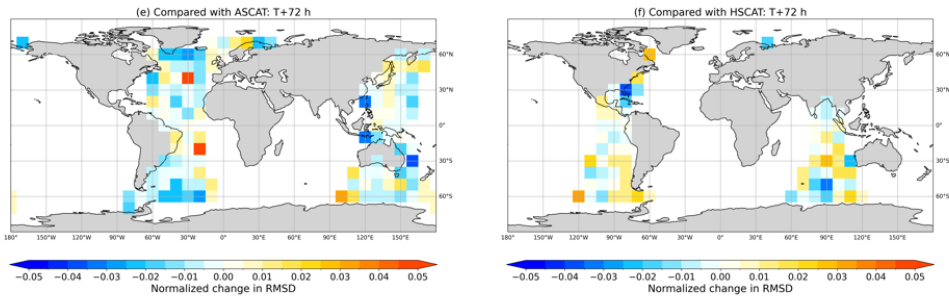 (e) Compared with ASCAT: T+72 h
60°N
30°N
0°
30°S
60°S
180° 150°W 120°W 90°W 60°W 30°W 0° 30°E 60°E 90°E 120°E 150°E
−0.05 −0.04 −0.03 −0.02 −0.01 0.00 0.01 0.02 0.03 0.04 0.05
Normalized change in RMSD
(f) Compared with HSCAT: T+72 h
60°N
30°N
0°
30°S
60°S
180° 150°W 120°W 90°W 60°W 30°W 0° 30°E 60°E 90°E 120°E 150°E
−0.05 −0.04 −0.03 −0.02 −0.01 0.00 0.01 0.02 0.03 0.04 0.05
Normalized change in RMSD